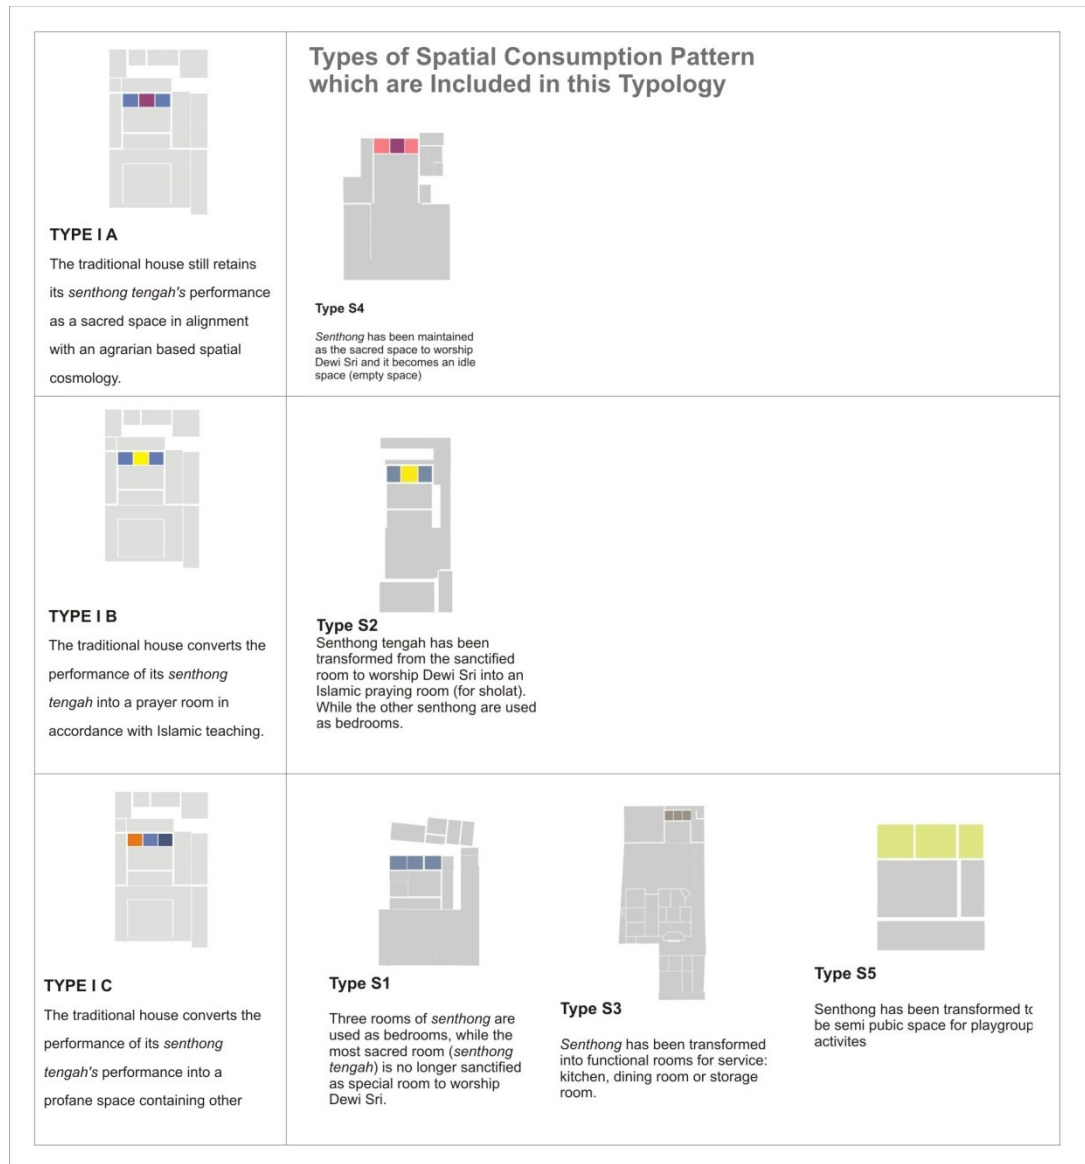 Types of Spatial Consumption Pattern
which are Included in this Typology
TYPE I A
The traditional house still retains
its senthong tengah's performance
as a sacred space in alignment
with an agrarian based spatial
cosmology.
Type S4
Senthong has been maintained
as the sacred space to worship
Dewi Sri and it becomes an idle
space (empty space)
TYPE I B
The traditional house converts the
performance of its senthong
tengah into a prayer room in
accordance with Islamic teaching.
Type S2
Senthong tengah has been
transformed from the sanctified
room to worship Dewi Sri into an
Islamic praying room (for sholat).
While the other senthong are used
as bedrooms.
TYPE I C
The traditional house converts the
performance of its senthong
tengah's performance into a
profane space containing other
Type S1
Three rooms of senthong are
used as bedrooms, while the
most sacred room (senthong
tengah) is no longer sanctified
as special room to worship
Dewi Sri.
Type S3
Senthong has been transformed
into functional rooms for service:
kitchen, dining room or storage
room.
Type S5
Senthong has been transformed to
be semi pubic space for playgroup
activites